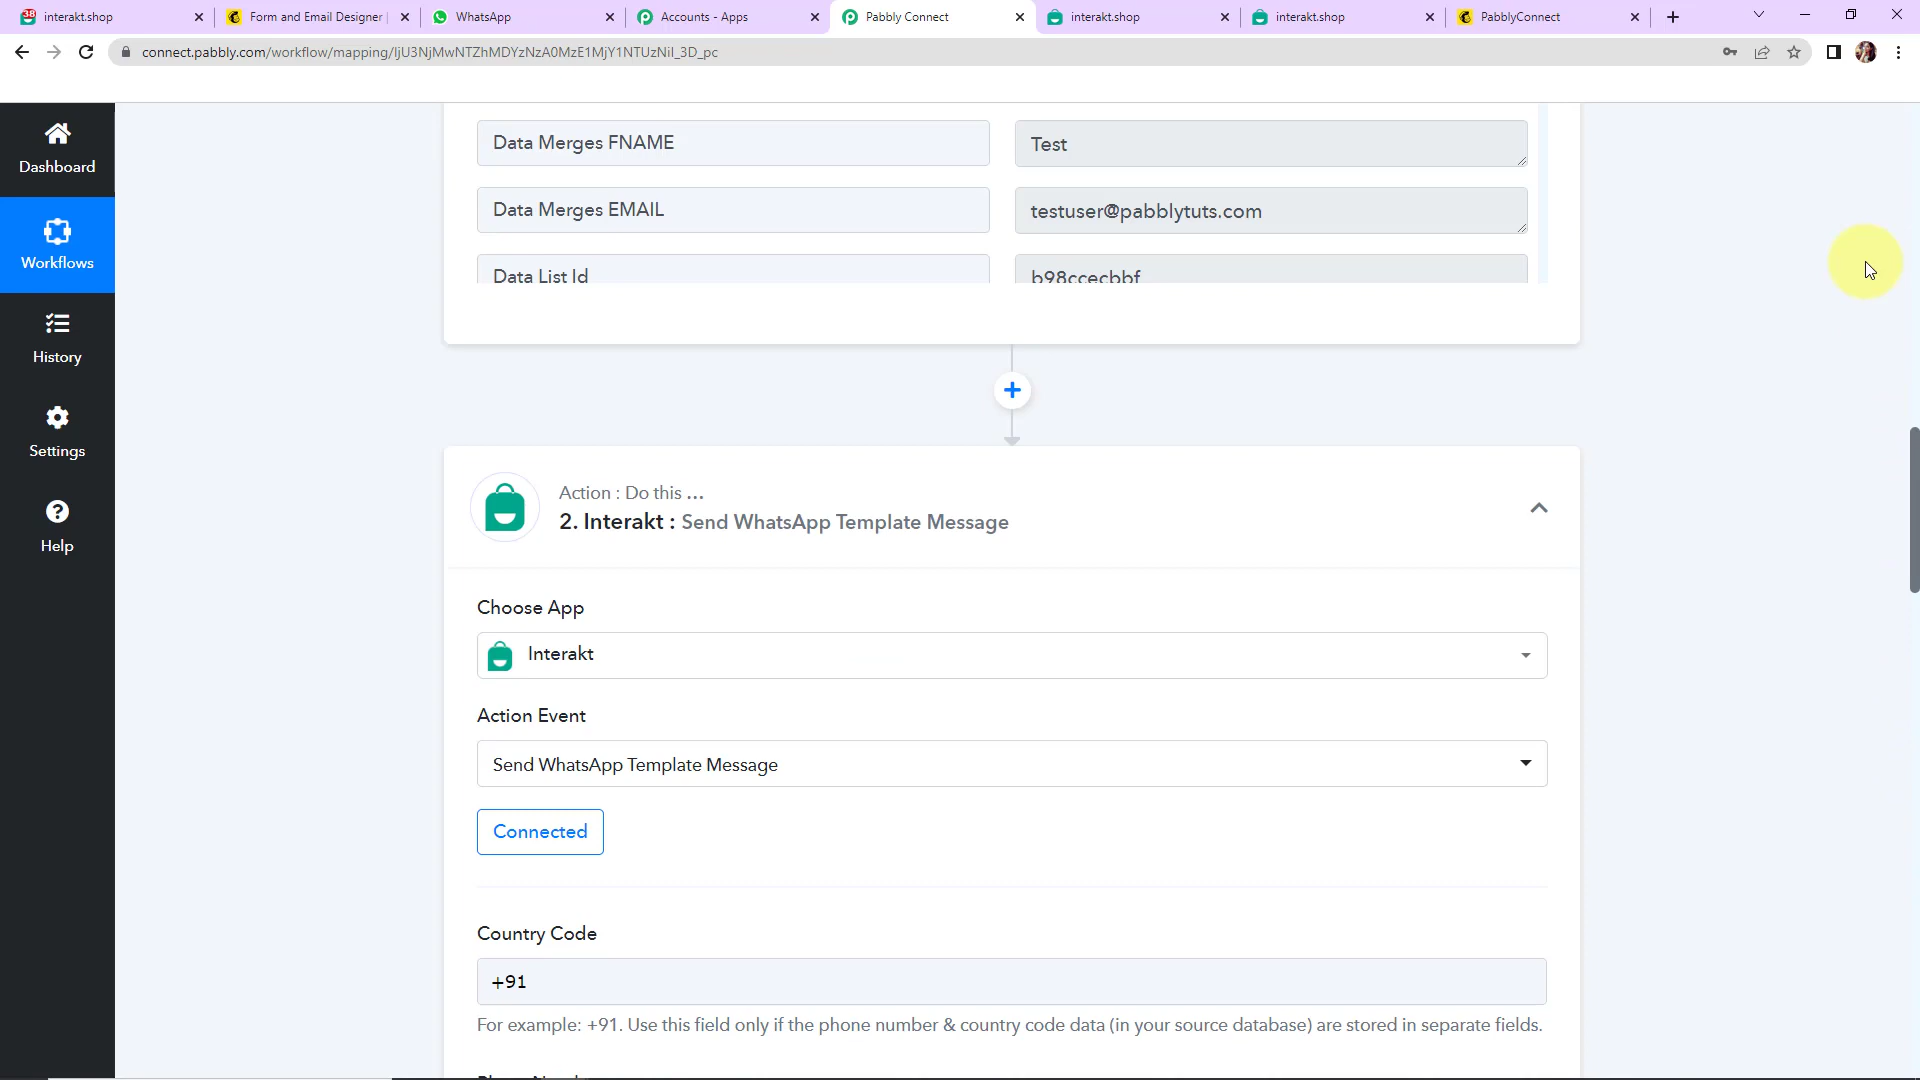 38
interakt.shop
Form and Email Designer
WhatsApp
Accounts - Apps
Pabbly Connect
interakt.shop
interakt.shop
PabblyConnect
connect.pabbly.com/workflow/mapping/IjU3NjMwNTZhMDYzNzA0MzE1MjY1NTUzNiI_3D_pc
Dashboard
Workflows
History
Settings
Help
Data Merges FNAME
Test
Data Merges EMAIL
testuser@pabblytuts.com
Data List Id
b98ccecbbf
Action : Do this ...
2. Interakt : Send WhatsApp Template Message
Choose App
Interakt
Action Event
Send WhatsApp Template Message
Connected
Country Code
+91
For example: +91. Use this field only if the phone number & country code data (in your source database) are stored in separate fields.